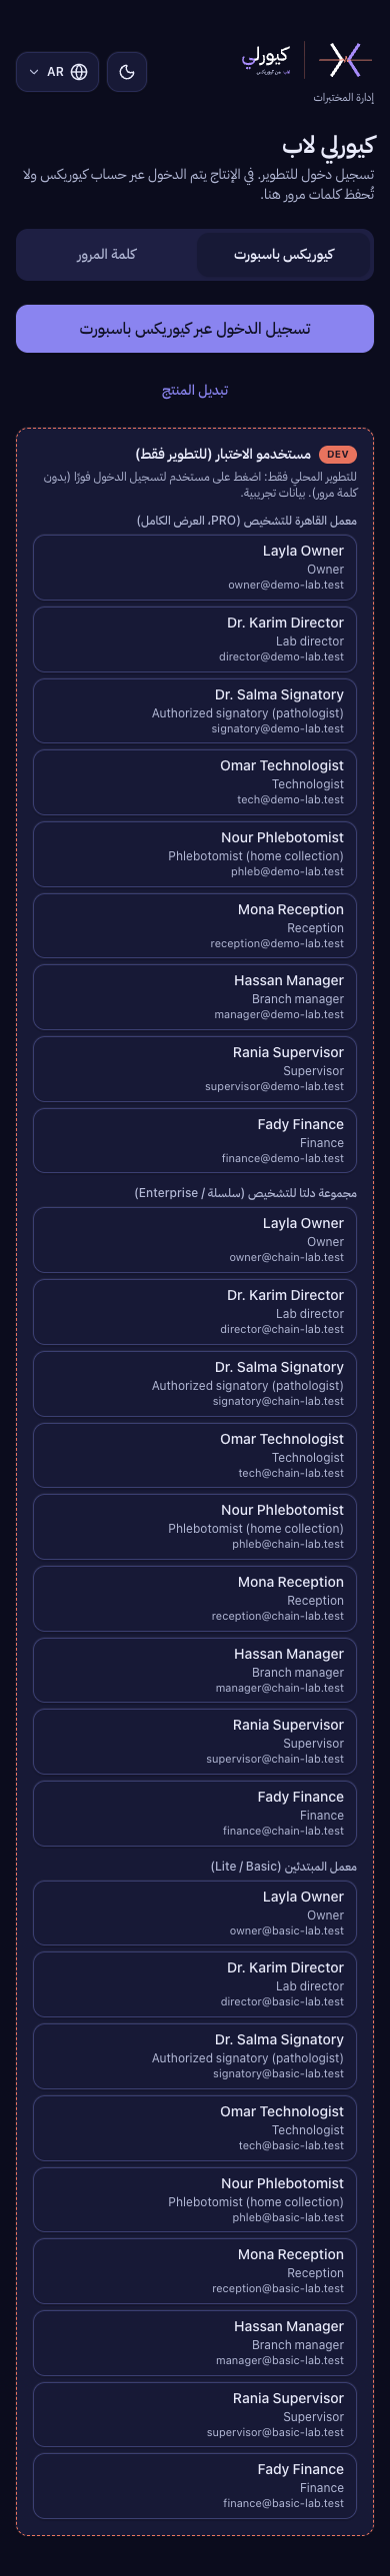 كيورلي
لاب من كيوريكس
إدارة المختبرات
AR
كيورلي لاب
تسجيل دخول للتطوير. في الإنتاج يتم الدخول عبر حساب كيوريكس ولا
تُحفظ كلمات مرور هنا.
كيوريكس باسبورت
كلمة المرور
تسجيل الدخول عبر كيوريكس باسبورت
تبديل المنتج
DEV مستخدمو الاختبار (للتطوير فقط)
للتطوير المحلي فقط: اضغط على مستخدم لتسجيل الدخول فورًا (بدون
كلمة مرور). بيانات تجريبية.
معمل القاهرة للتشخيص (PRO، العرض الكامل)
Layla Owner
Owner
owner@demo-lab.test
Dr. Karim Director
Lab director
director@demo-lab.test
Dr. Salma Signatory
Authorized signatory (pathologist)
signatory@demo-lab.test
Omar Technologist
Technologist
tech@demo-lab.test
Nour Phlebotomist
Phlebotomist (home collection)
phleb@demo-lab.test
Mona Reception
Reception
reception@demo-lab.test
Hassan Manager
Branch manager
manager@demo-lab.test
Rania Supervisor
Supervisor
supervisor@demo-lab.test
Fady Finance
Finance
finance@demo-lab.test
مجموعة دلتا للتشخيص (سلسلة / Enterprise)
Layla Owner
Owner
owner@chain-lab.test
Dr. Karim Director
Lab director
director@chain-lab.test
Dr. Salma Signatory
Authorized signatory (pathologist)
signatory@chain-lab.test
Omar Technologist
Technologist
tech@chain-lab.test
Nour Phlebotomist
Phlebotomist (home collection)
phleb@chain-lab.test
Mona Reception
Reception
reception@chain-lab.test
Hassan Manager
Branch manager
manager@chain-lab.test
Rania Supervisor
Supervisor
supervisor@chain-lab.test
Fady Finance
Finance
finance@chain-lab.test
معمل المبتدئين (Lite / Basic)
Layla Owner
Owner
owner@basic-lab.test
Dr. Karim Director
Lab director
director@basic-lab.test
Dr. Salma Signatory
Authorized signatory (pathologist)
signatory@basic-lab.test
Omar Technologist
Technologist
tech@basic-lab.test
Nour Phlebotomist
Phlebotomist (home collection)
phleb@basic-lab.test
Mona Reception
Reception
reception@basic-lab.test
Hassan Manager
Branch manager
manager@basic-lab.test
Rania Supervisor
Supervisor
supervisor@basic-lab.test
Fady Finance
Finance
finance@basic-lab.test